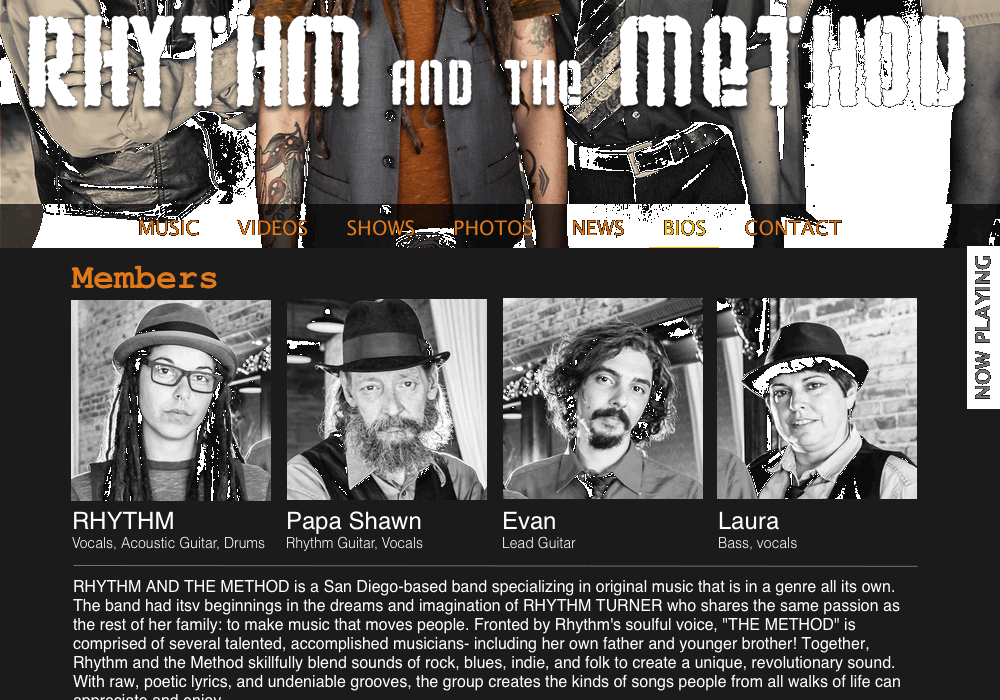 RHYTHM AND THE METHOD
MUSIC VIDEOS SHOWS PHOTOS NEWS BIOS CONTACT
NOW PLAYING
Members
RHYTHM
Vocals, Acoustic Guitar, Drums
Papa Shawn
Rhythm Guitar, Vocals
Evan
Lead Guitar
Laura
Bass, vocals
RHYTHM AND THE METHOD is a San Diego-based band specializing in original music that is in a genre all its own.
The band had itsv beginnings in the dreams and imagination of RHYTHM TURNER who shares the same passion as
the rest of her family: to make music that moves people. Fronted by Rhythm's soulful voice, "THE METHOD" is
comprised of several talented, accomplished musicians- including her own father and younger brother! Together,
Rhythm and the Method skillfully blend sounds of rock, blues, indie, and folk to create a unique, revolutionary sound.
With raw, poetic lyrics, and undeniable grooves, the group creates the kinds of songs people from all walks of life can
appreciate and enjoy